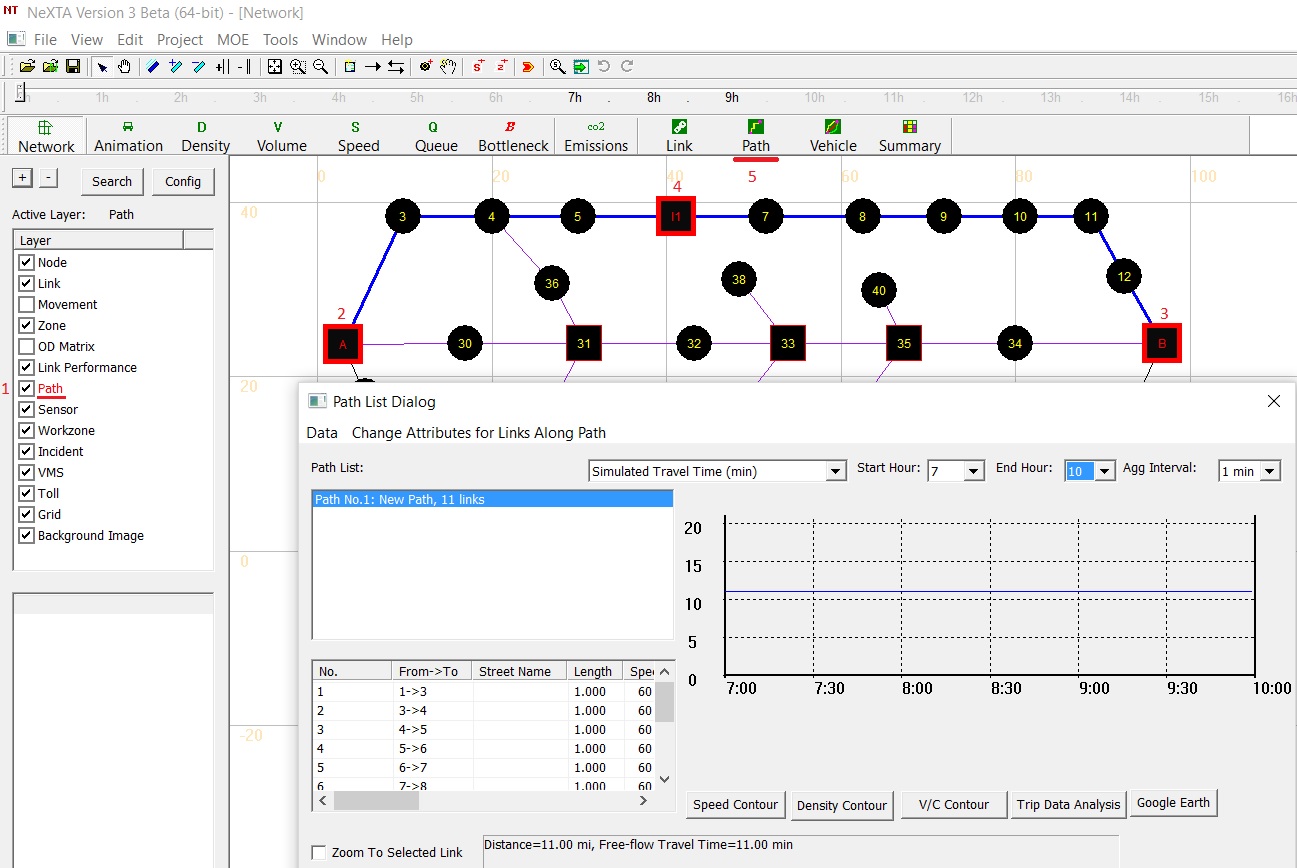 NT NeXTA Version 3 Beta (64-bit) - [Network]
File View Edit Project MOE Tools Window Help
h 1h 2h 3h 4h 5h 6h 7h 8h 9h 10h 11h 12h 13h 14h 15h 16h
D V S Q B co2
Network Animation Density Volume Speed Queue Bottleneck Emissions Link Path Vehicle Summary
+ - Search Config
Active Layer: Path
Layer
Node
Link
Movement
Zone
OD Matrix
Link Performance
1 Path
Sensor
Workzone
Incident
VMS
Toll
Grid
Background Image
0 20 40 60 80 100
4 5
40
3 4 5 I1 7 8 9 10 11
36 38 40 12
2 3
A 30 31 32 33 35 34 B
20
0
-20
Path List Dialog
Data Change Attributes for Links Along Path
Path List: Simulated Travel Time (min) Start Hour: 7 End Hour: 10 Agg Interval: 1 min
Path No.1: New Path, 11 links
20
15
10
5
0
7:00 7:30 8:00 8:30 9:00 9:30 10:00
No. From->To Street Name Length Spee
1 1->3 1.000 60
2 3->4 1.000 60
3 4->5 1.000 60
4 5->6 1.000 60
5 6->7 1.000 60
6 7->8 1.000 60
Speed Contour Density Contour V/C Contour Trip Data Analysis Google Earth
Zoom To Selected Link
Distance=11.00 mi, Free-flow Travel Time=11.00 min